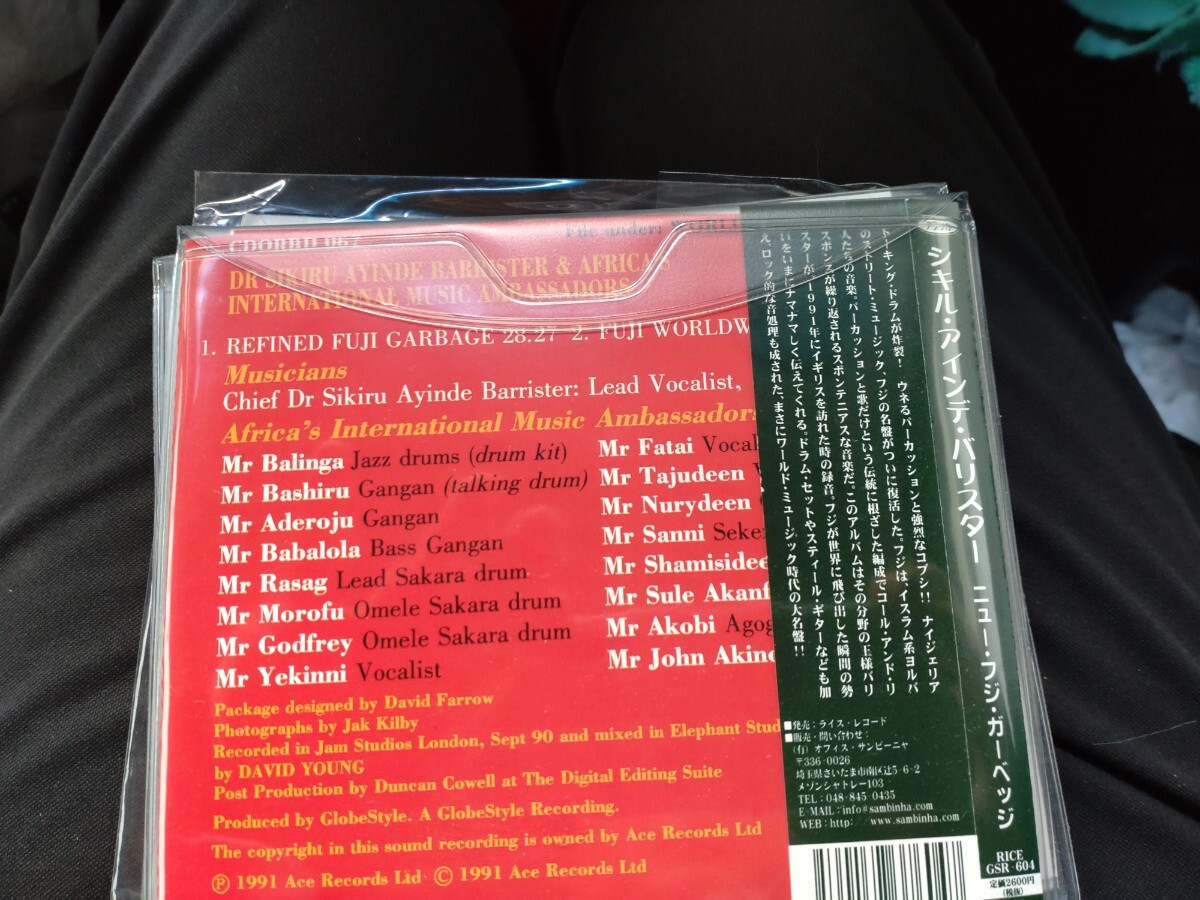 CDORBD 067
File under: WORL
DR SIKIRU AYINDE BARRISTER & AFRICA'S
INTERNATIONAL MUSIC AMBASSADORS
1. REFINED FUJI GARBAGE 28.27 2. FUJI WORLDW
Musicians
Chief Dr Sikiru Ayinde Barrister: Lead Vocalist,
Africa's International Music Ambassadors
Mr Balinga Jazz drums (drum kit)
Mr Bashiru Gangan (talking drum)
Mr Aderoju Gangan
Mr Babalola Bass Gangan
Mr Rasag Lead Sakara drum
Mr Morofu Omele Sakara drum
Mr Godfrey Omele Sakara drum
Mr Yekinni Vocalist
Mr Fatai Vocal
Mr Tajudeen
Mr Nurydeen
Mr Sanni Seke
Mr Shamisidee
Mr Sule Akanf
Mr Akobi Agog
Mr John Akin
Package designed by David Farrow
Photographs by Jak Kilby
Recorded in Jam Studios London, Sept 90 and mixed in Elephant Stud
by DAVID YOUNG
Post Production by Duncan Cowell at The Digital Editing Suite
Produced by GlobeStyle. A GlobeStyle Recording.
The copyright in this sound recording is owned by Ace Records Ltd
Ⓟ 1991 Ace Records Ltd © 1991 Ace Records Ltd
シキル・アインデ・バリスター ニュー・フジ・ガーベッジ
トーキング・ドラムが炸裂! ウネるパーカッションと強烈なコブシ!! ナイジェリア
のストリート・ミュージック、フジの名盤がついに復活した。フジは、イスラム系ヨルバ
人たちの音楽。パーカッションと歌だけという伝統に根ざした編成でコール・アンド・リ
スポンスが繰り返されるスポンテニアスな音楽だ。このアルバムはその分野の王様バリ
スターが、1991年にイギリスを訪れた時の録音。フジが世界に飛び出した瞬間の勢
いをいまにナマナマしく伝えてくれる。ドラム・セットやスティール・ギターなども加
え、ロック的な音処理も成された、まさにワールド・ミュージック時代の大名盤!!
■発売:ライス・レコード
■販売・問い合わせ:
(有)オフィス・サンビーニャ
〒336-0026
埼玉県さいたま市南区辻5-6-2
メゾンシャトレー103
TEL:048-845-0435
E-MAIL:info@sambinha.com
WEB:http://www.sambinha.com
RICE
GSR-604
定価2600円
(税抜)